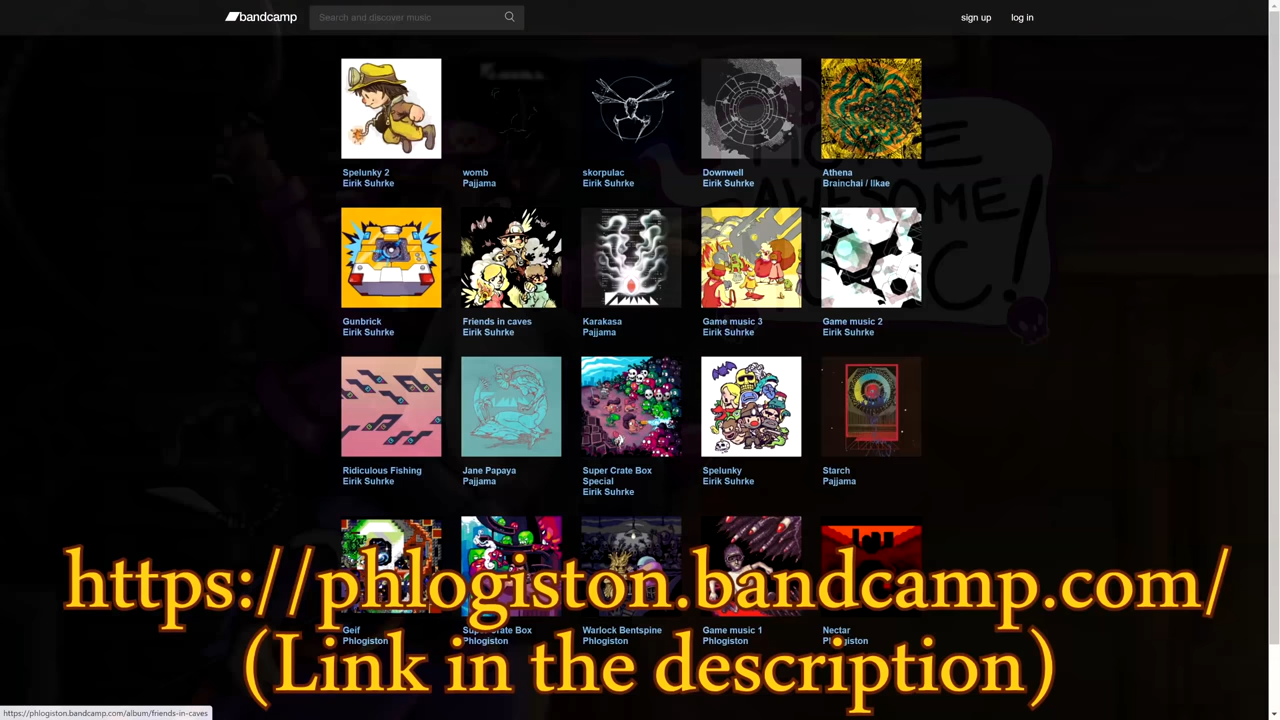 bandcamp
Search and discover music
sign up
log in
Spelunky 2
Eirik Suhrke
womb
Pajjama
skorpulac
Eirik Suhrke
Downwell
Eirik Suhrke
Athena
Brainchai / Ilkae
Gunbrick
Eirik Suhrke
Friends in caves
Eirik Suhrke
Karakasa
Pajjama
Game music 3
Eirik Suhrke
Game music 2
Eirik Suhrke
Ridiculous Fishing
Eirik Suhrke
Jane Papaya
Pajjama
Super Crate Box
Special
Eirik Suhrke
Spelunky
Eirik Suhrke
Starch
Pajjama
Geif
Phlogiston
Super Crate Box
Phlogiston
Warlock Bentspine
Phlogiston
Game music 1
Phlogiston
Nectar
Phlogiston
https://phlogiston.bandcamp.com/
(Link in the description)
https://phlogiston.bandcamp.com/album/friends-in-caves